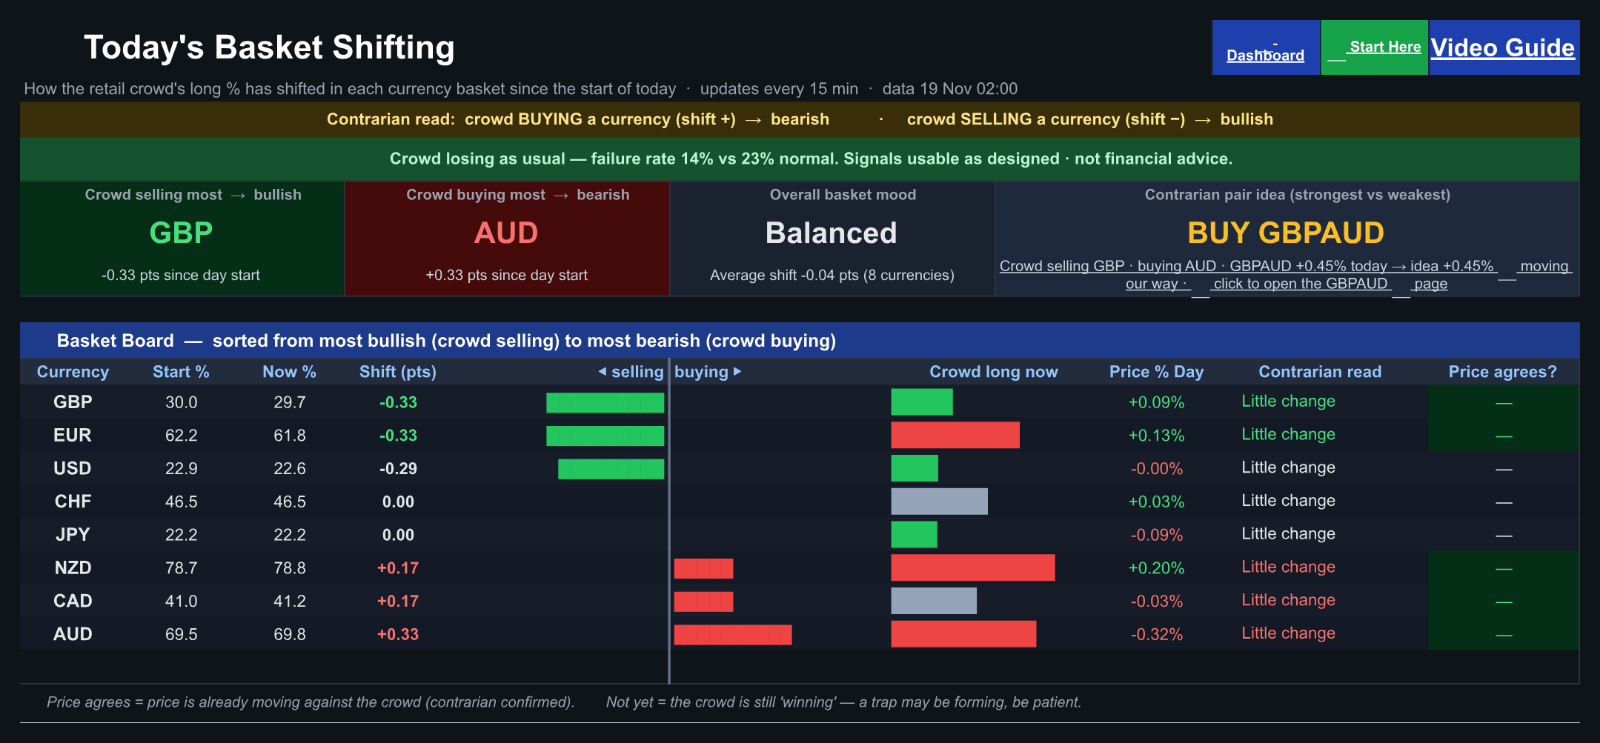 Today's Basket Shifting
Dashboard
Start Here
Video Guide
How the retail crowd's long % has shifted in each currency basket since the start of today · updates every 15 min · data 19 Nov 02:00
Contrarian read: crowd BUYING a currency (shift +) → bearish · crowd SELLING a currency (shift −) → bullish
Crowd losing as usual — failure rate 14% vs 23% normal. Signals usable as designed · not financial advice.
Crowd selling most → bullish
GBP
-0.33 pts since day start
Crowd buying most → bearish
AUD
+0.33 pts since day start
Overall basket mood
Balanced
Average shift -0.04 pts (8 currencies)
Contrarian pair idea (strongest vs weakest)
BUY GBPAUD
Crowd selling GBP · buying AUD · GBPAUD +0.45% today → idea +0.45% __ moving
our way · __ click to open the GBPAUD __ page
Basket Board — sorted from most bullish (crowd selling) to most bearish (crowd buying)
Currency Start % Now % Shift (pts) ◄ selling buying ► Crowd long now Price % Day Contrarian read Price agrees?
GBP 30.0 29.7 -0.33 +0.09% Little change —
EUR 62.2 61.8 -0.33 +0.13% Little change —
USD 22.9 22.6 -0.29 -0.00% Little change —
CHF 46.5 46.5 0.00 +0.03% Little change —
JPY 22.2 22.2 0.00 -0.09% Little change —
NZD 78.7 78.8 +0.17 +0.20% Little change —
CAD 41.0 41.2 +0.17 -0.03% Little change —
AUD 69.5 69.8 +0.33 -0.32% Little change —
Price agrees = price is already moving against the crowd (contrarian confirmed). Not yet = the crowd is still 'winning' — a trap may be forming, be patient.